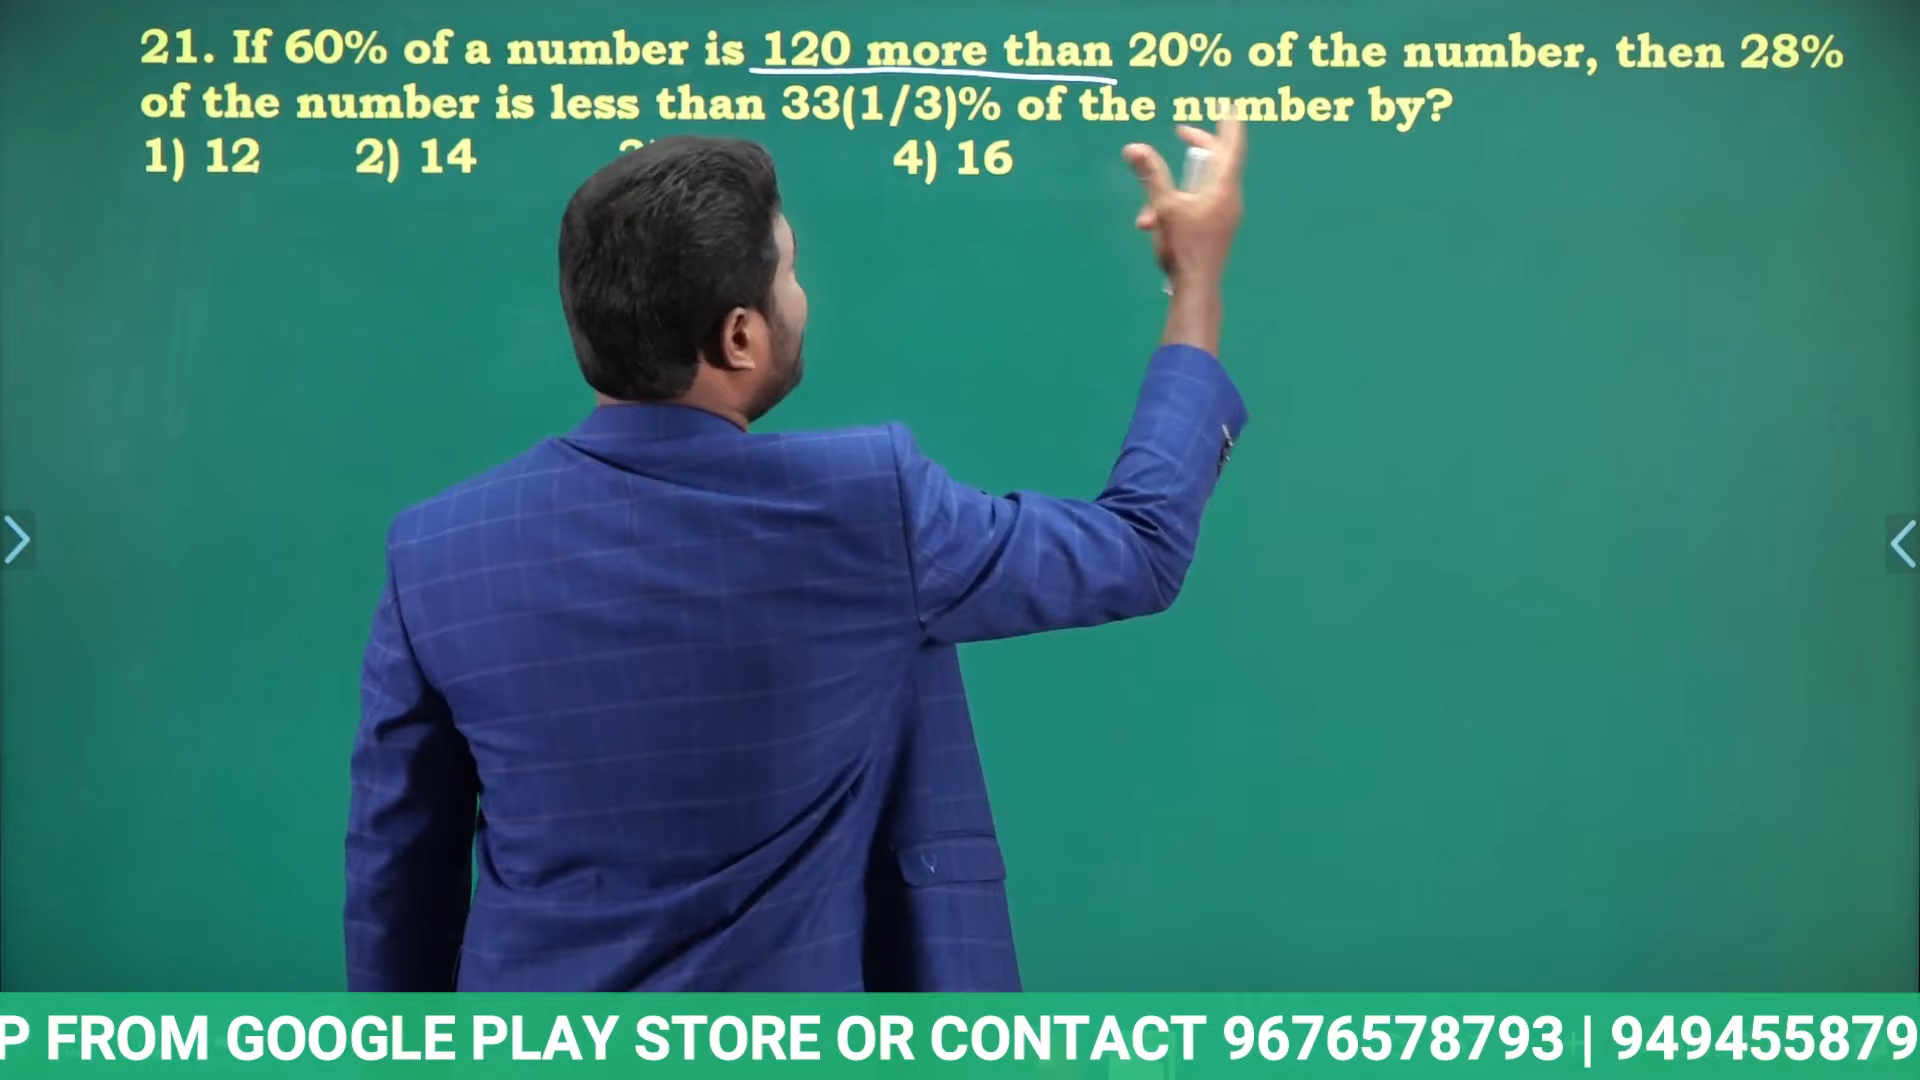 21. If 60% of a number is 120 more than 20% of the number, then 28%
of the number is less than 33(1/3)% of the number by?
1) 12 2) 14 4) 16
P FROM GOOGLE PLAY STORE OR CONTACT 9676578793 | 949455879